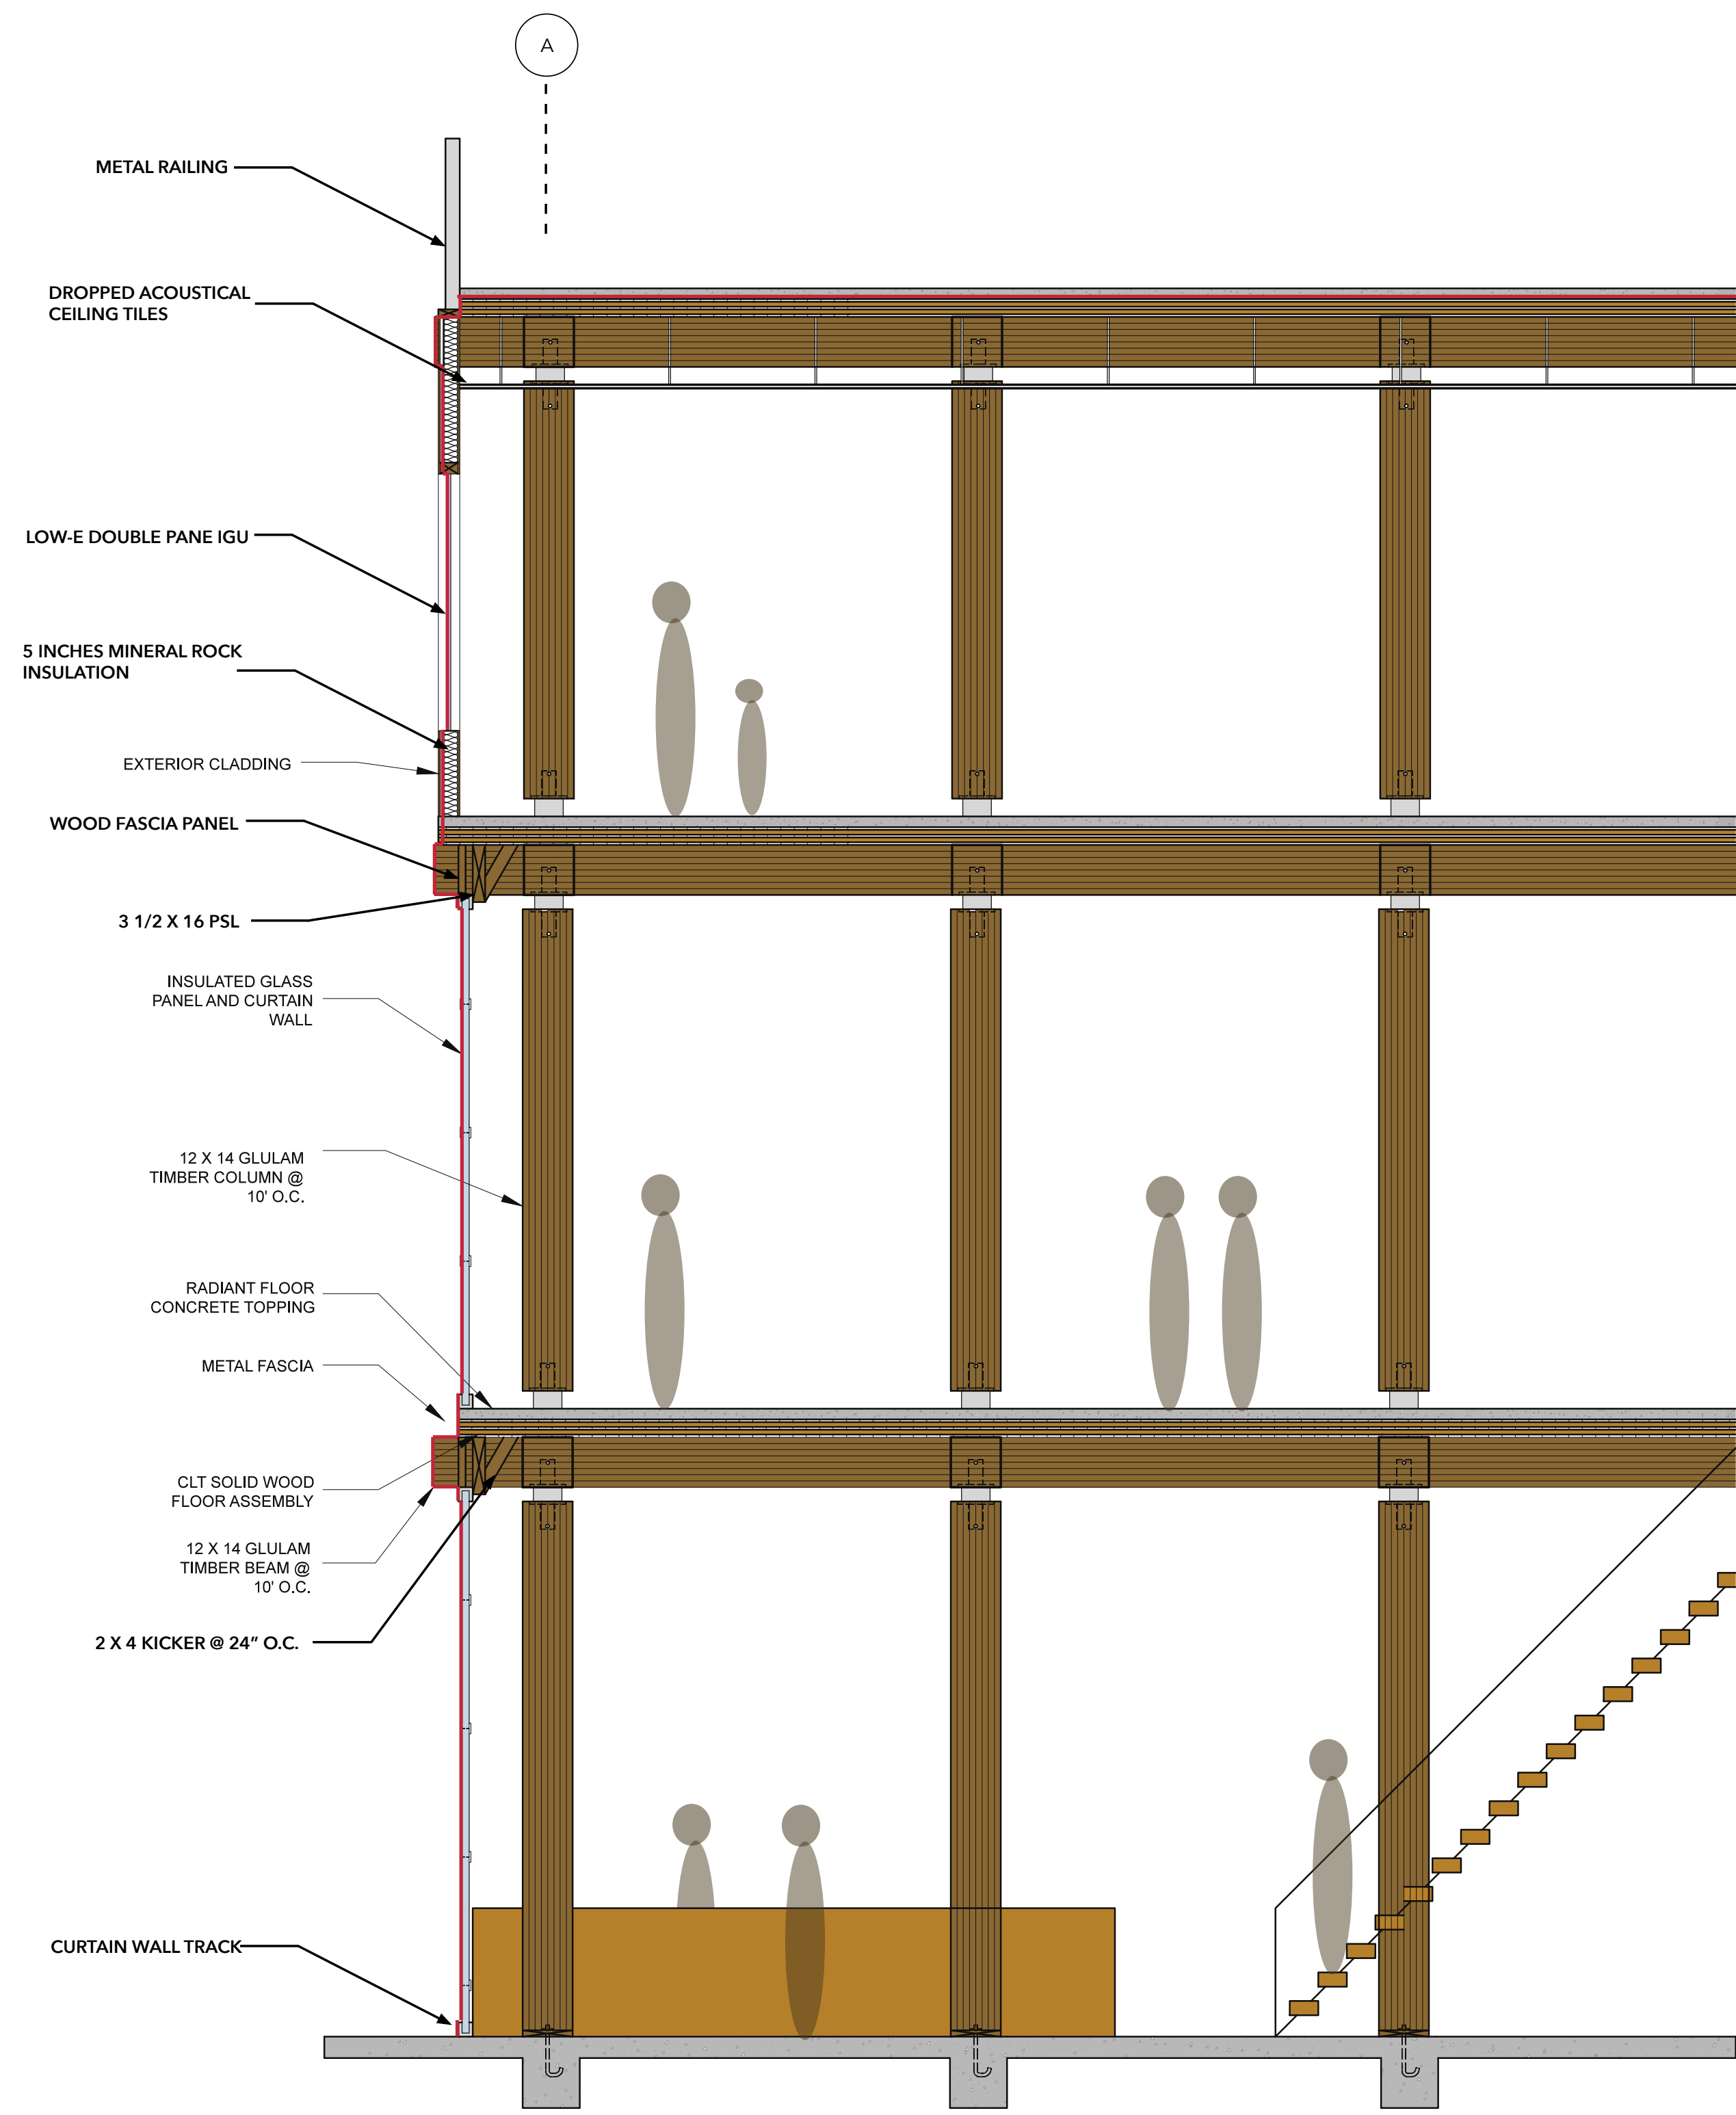 A
METAL RAILING
DROPPED ACOUSTICAL
CEILING TILES
LOW-E DOUBLE PANE IGU
5 INCHES MINERAL ROCK
INSULATION
EXTERIOR CLADDING
WOOD FASCIA PANEL
3 1/2 X 16 PSL
INSULATED GLASS
PANEL AND CURTAIN
WALL
12 X 14 GLULAM
TIMBER COLUMN @
10' O.C.
RADIANT FLOOR
CONCRETE TOPPING
METAL FASCIA
CLT SOLID WOOD
FLOOR ASSEMBLY
12 X 14 GLULAM
TIMBER BEAM @
10' O.C.
2 X 4 KICKER @ 24” O.C.
CURTAIN WALL TRACK